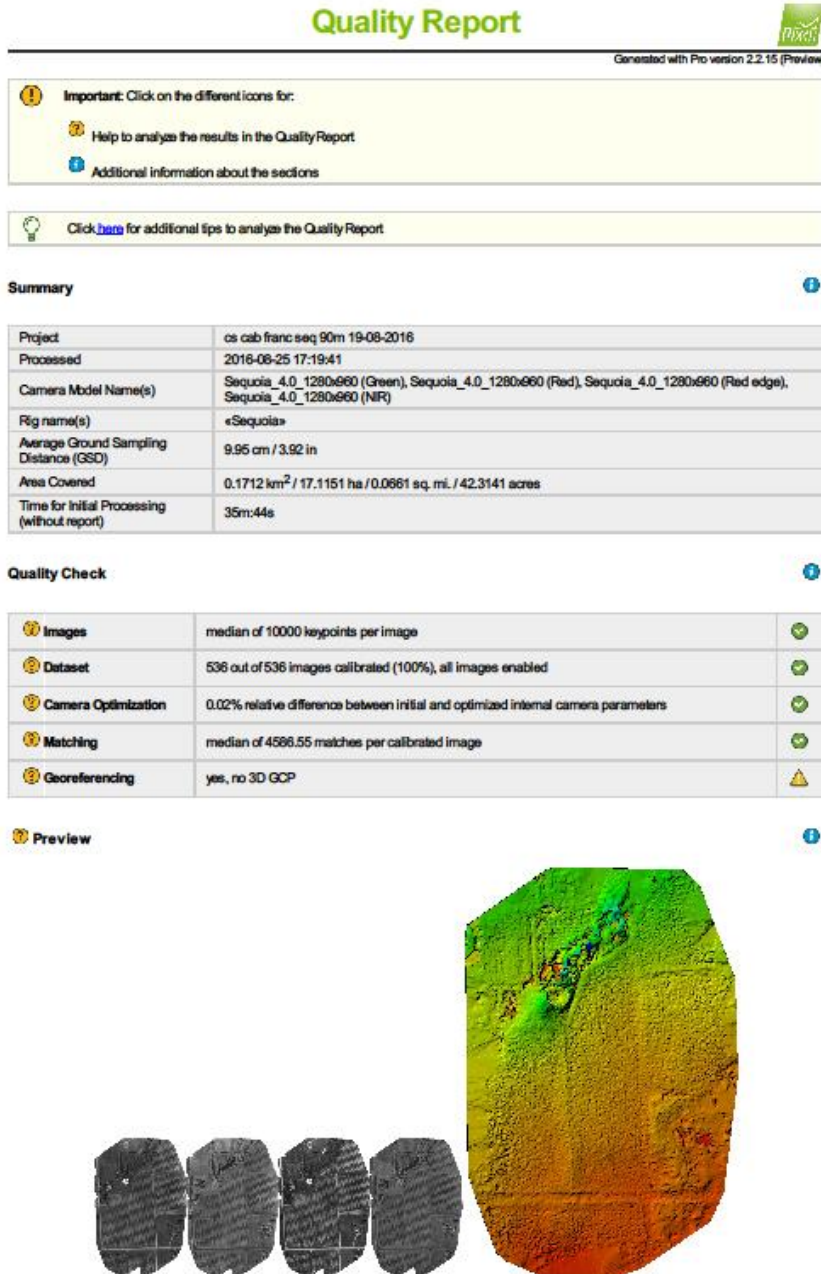 Quality Report
Generated with Pro version 2.2.15 (Preview
Important: Click on the different icons for:
Help to analyze the results in the Quality Report
Additional information about the sections
Click here for additional tips to analyze the Quality Report
Summary
Project cs cab franc seq 90m 19-08-2016
Processed 2016-08-25 17:19:41
Camera Model Name(s) Sequoia_4.0_1280x960 (Green), Sequoia_4.0_1280x960 (Red), Sequoia_4.0_1280x960 (Red edge),
Sequoia_4.0_1280x960 (NIR)
Rig name(s) «Sequoia»
Average Ground Sampling
Distance (GSD) 9.95 cm / 3.92 in
Area Covered 0.1712 km2 / 17.1151 ha / 0.0661 sq. mi. / 42.3141 acres
Time for Initial Processing
(without report) 35m:44s
Quality Check
Images median of 10000 keypoints per image
Dataset 536 out of 536 images calibrated (100%), all images enabled
Camera Optimization 0.02% relative difference between initial and optimized internal camera parameters
Matching median of 4586.55 matches per calibrated image
Georeferencing yes, no 3D GCP
Preview